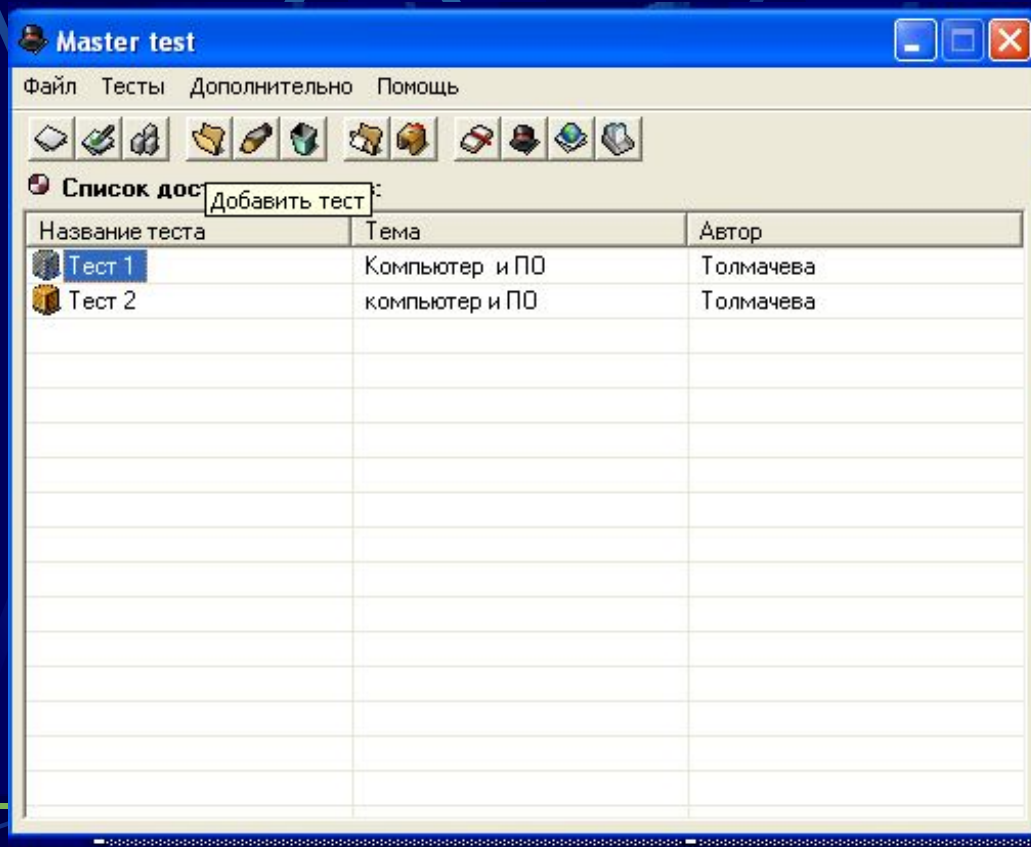 Master test
Файл Тесты Дополнительно Помощь
Список дос :
Добавить тест
Название теста Тема Автор
Тест 1 Компьютер и ПО Толмачева
Тест 2 компьютер и ПО Толмачева